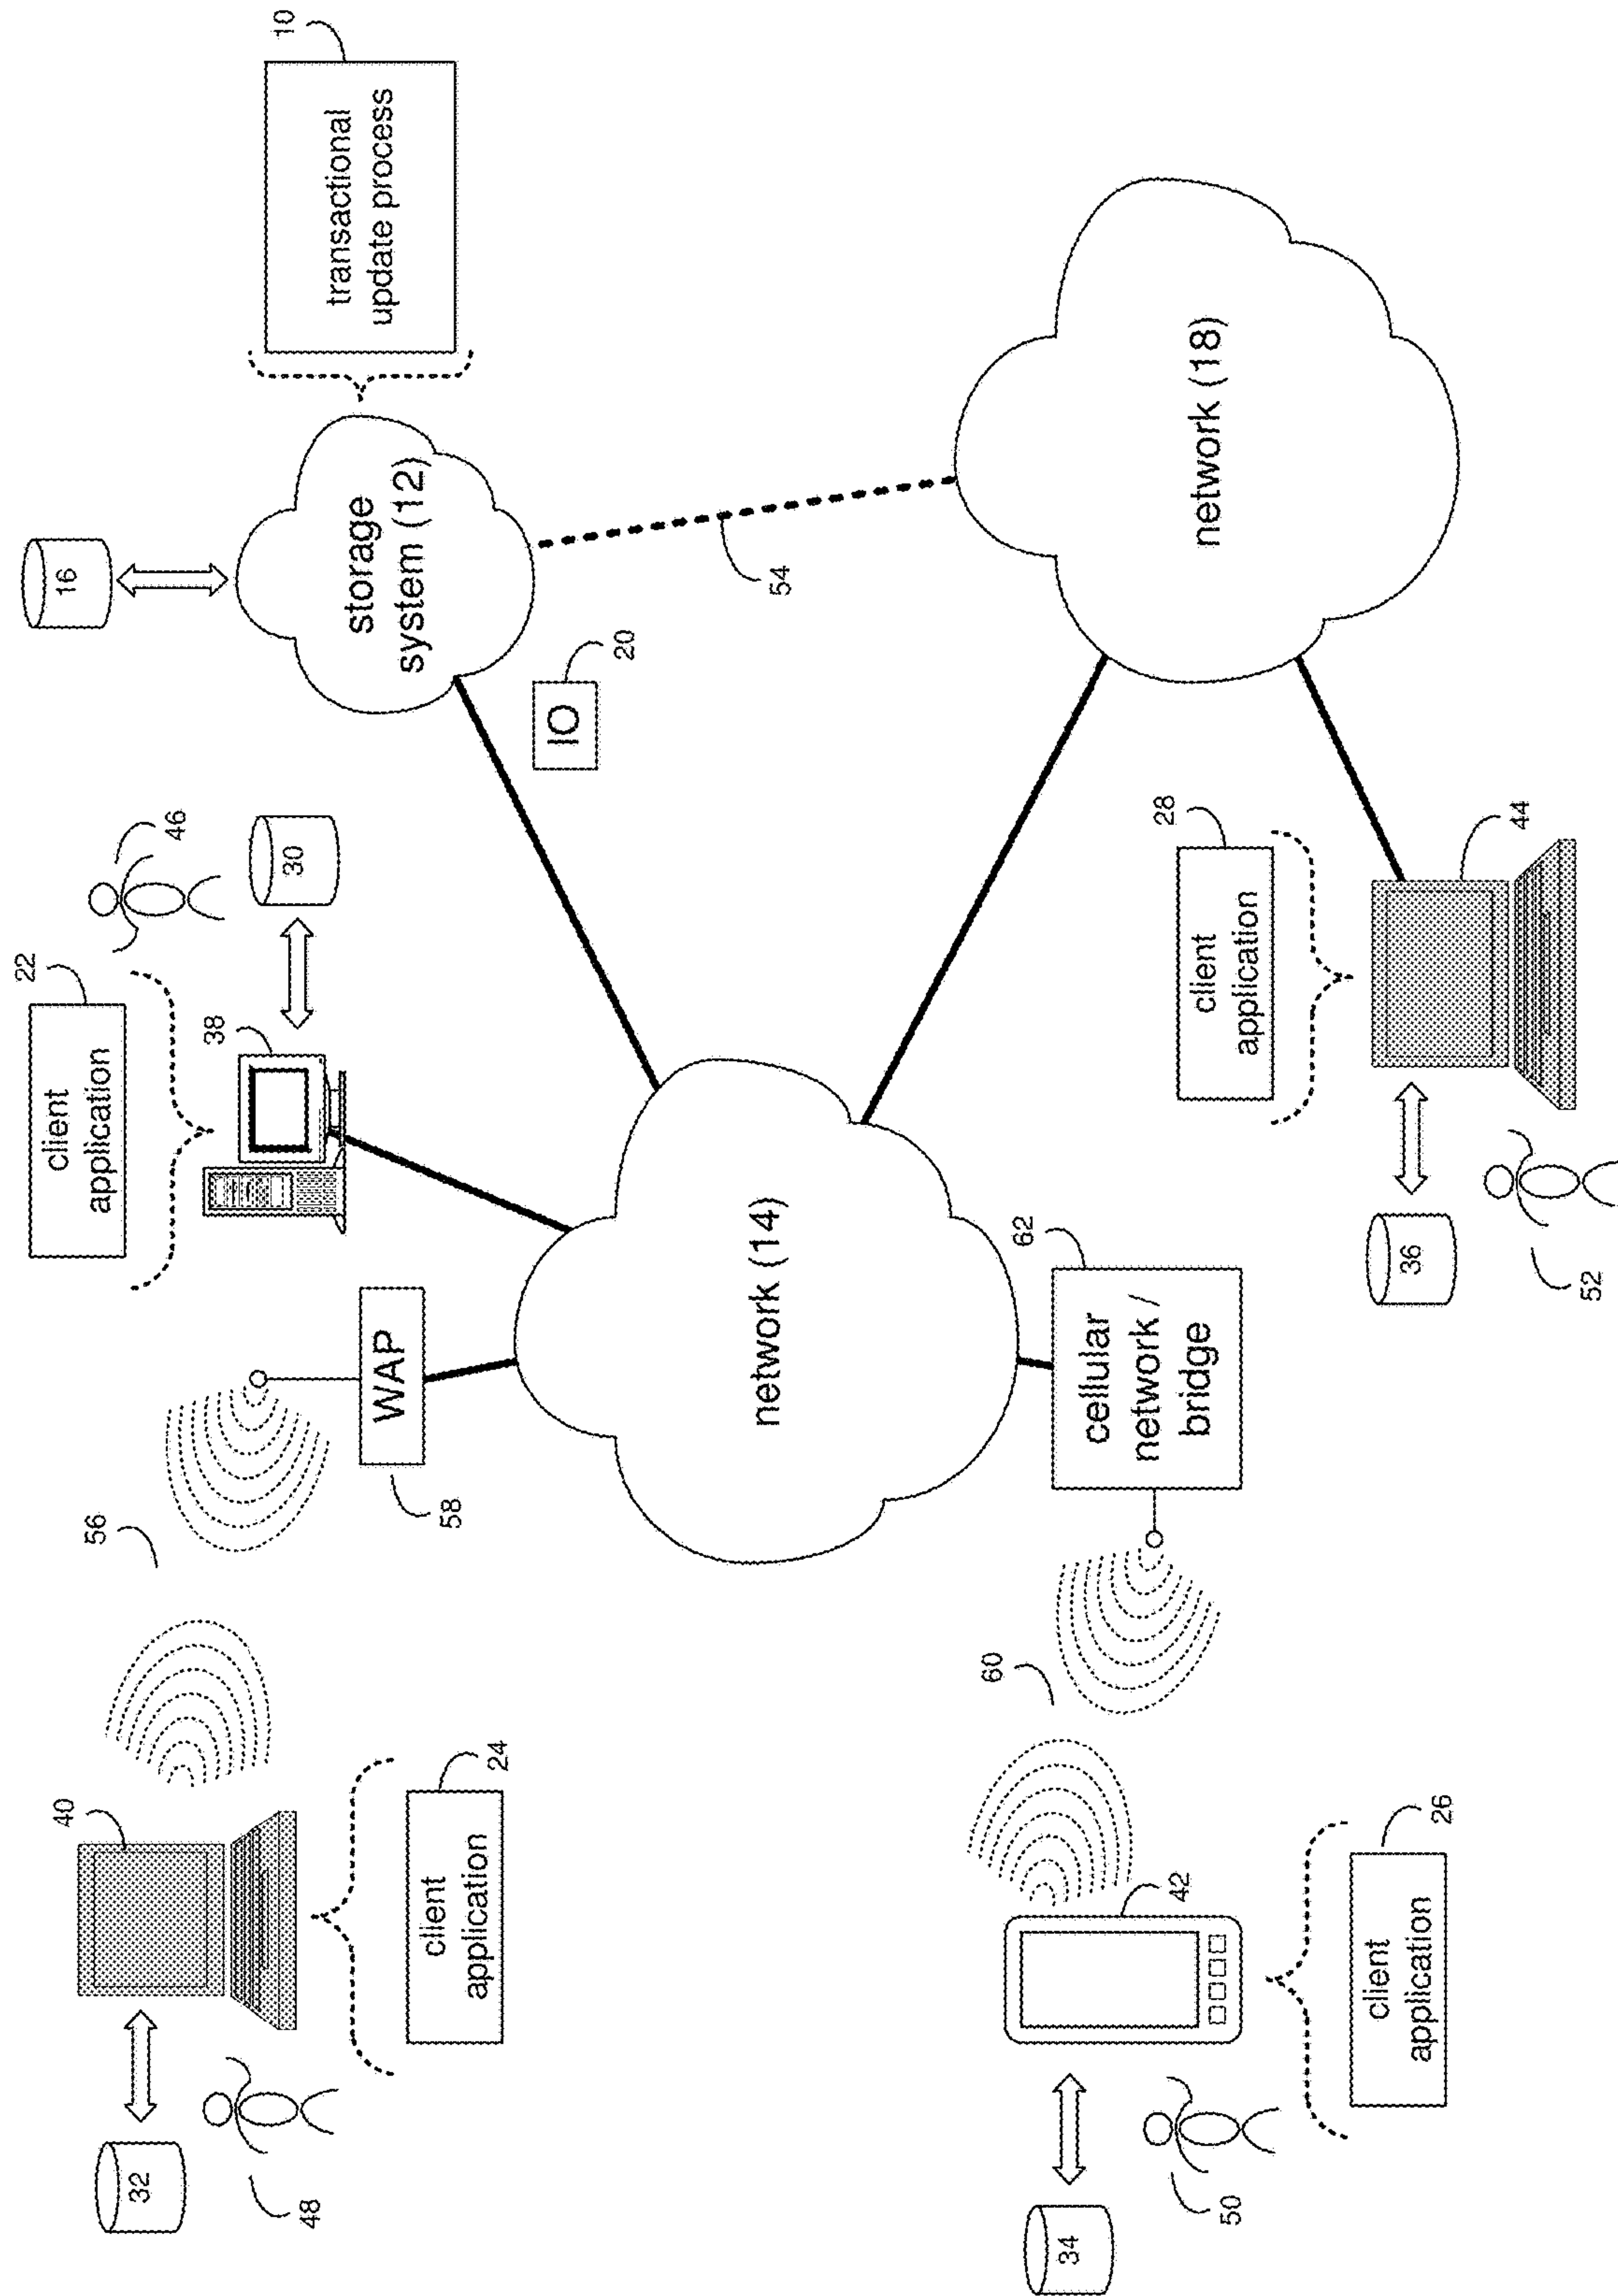 32
48
40
client
application
24
56
WAP
58
client
application
22
38
30
46
16
storage
system (12)
IO
20
transactional
update process
10
54
network (14)
network (18)
34
50
42
client
application
26
60
cellular
network /
bridge
62
36
52
client
application
28
44